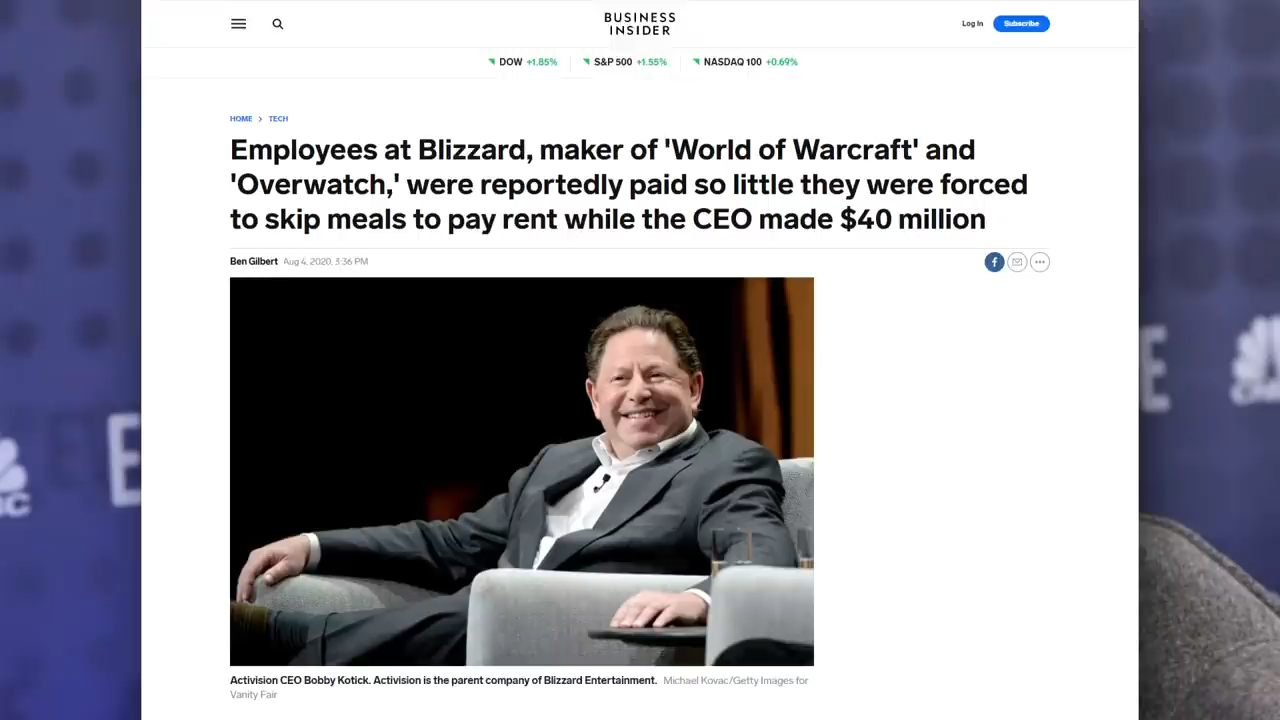 BUSINESS
INSIDER
Log In
Subscribe
DOW +1.85%
S&P 500 +1.55%
NASDAQ 100 +0.69%
HOME > TECH
Employees at Blizzard, maker of 'World of Warcraft' and
'Overwatch,' were reportedly paid so little they were forced
to skip meals to pay rent while the CEO made $40 million
Ben Gilbert Aug 4, 2020, 3:36 PM
Activision CEO Bobby Kotick. Activision is the parent company of Blizzard Entertainment. Michael Kovac/Getty Images for
Vanity Fair